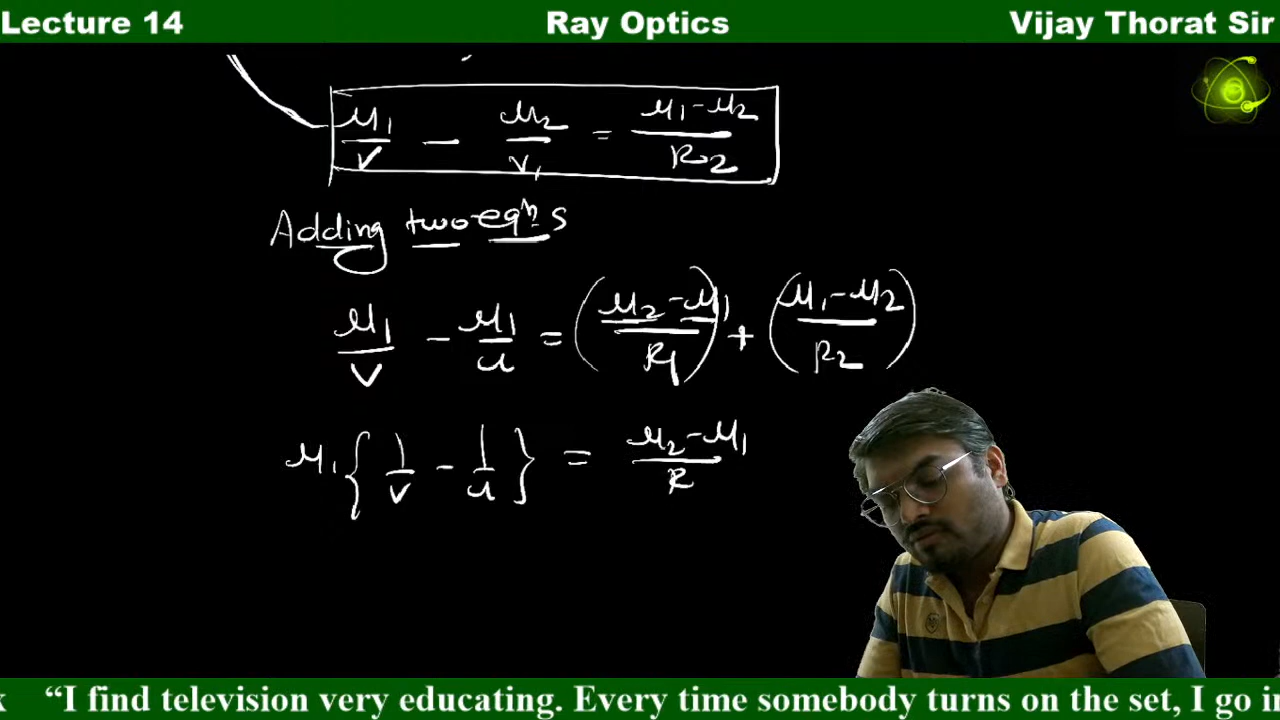 Lecture 14 Ray Optics Vijay Thorat Sir
μ₁/v − μ₂/v₁ = (μ₁−μ₂)/R₂
Adding two eqⁿs
μ₁/v − μ₁/u = ((μ₂−μ₁)/R₁) + ((μ₁−μ₂)/R₂)
μ₁{1/v − 1/u} = (μ₂−μ₁)/R
“I find television very educating. Every time somebody turns on the set, I go